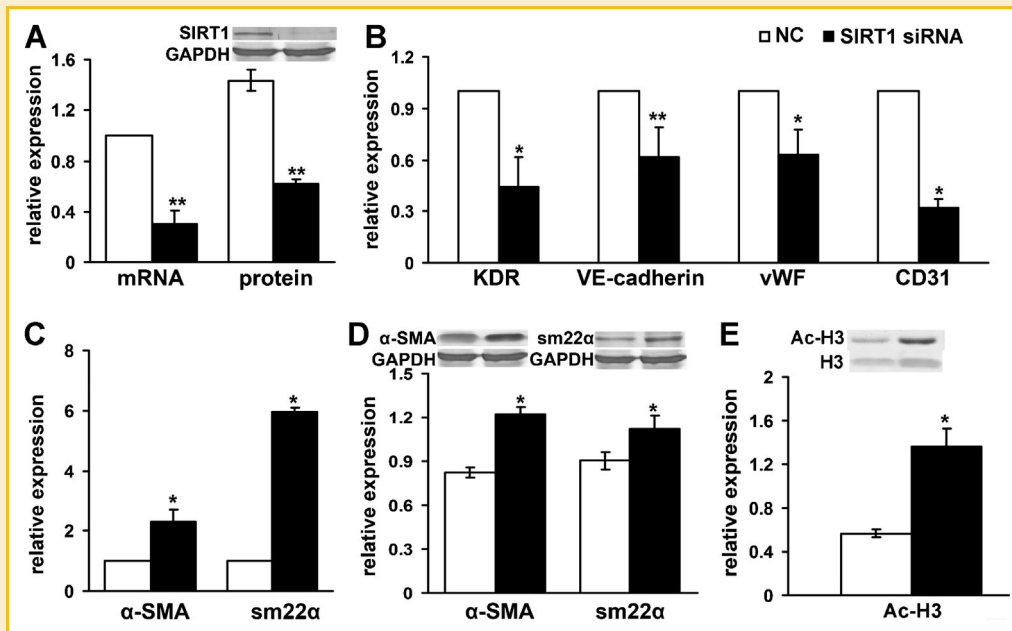 A
SIRT1
GAPDH
relative expression
1.6
1.2
0.8
0.4
0
**
**
mRNA protein
B
NC SIRT1 siRNA
relative expression
1.2
0.9
0.6
0.3
0
*
**
*
*
KDR VE-cadherin vWF CD31
C
relative expression
8
6
4
2
0
*
*
α-SMA sm22α
D
α-SMA sm22α
GAPDH GAPDH
relative expression
1.5
1.2
0.9
0.6
0.3
0
*
*
α-SMA sm22α
E
Ac-H3
H3
relative expression
2
1.6
1.2
0.8
0.4
0
*
Ac-H3